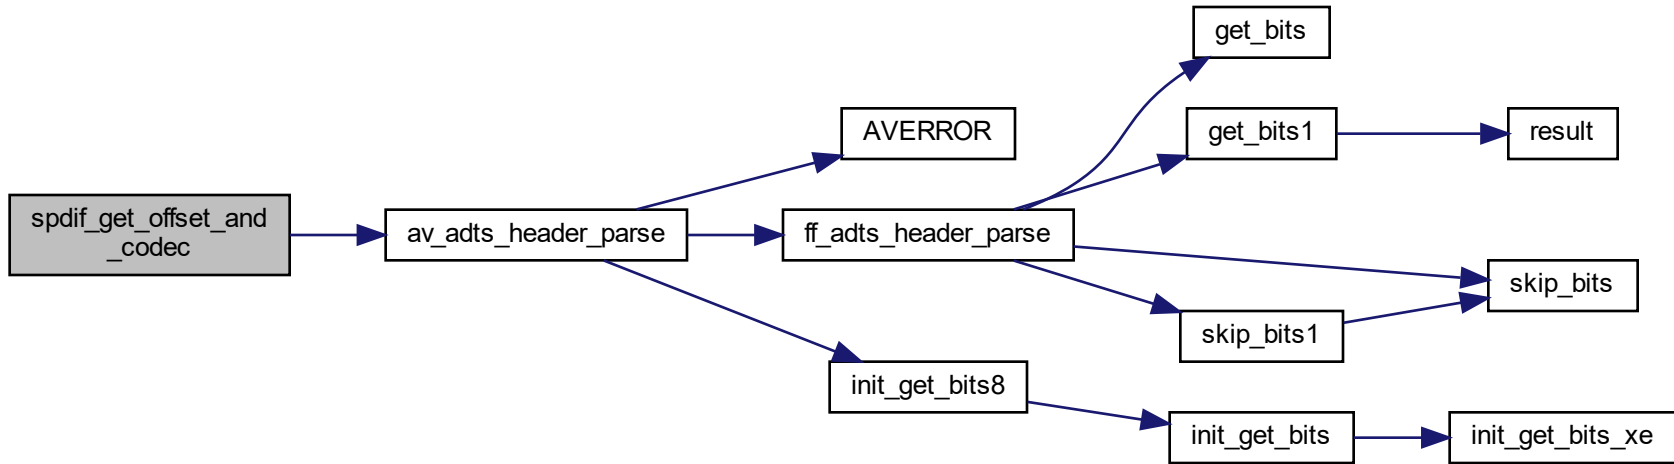 spdif_get_offset_and
_codec
av_adts_header_parse
AVERROR
ff_adts_header_parse
init_get_bits8
get_bits
get_bits1
result
skip_bits
skip_bits1
init_get_bits
init_get_bits_xe